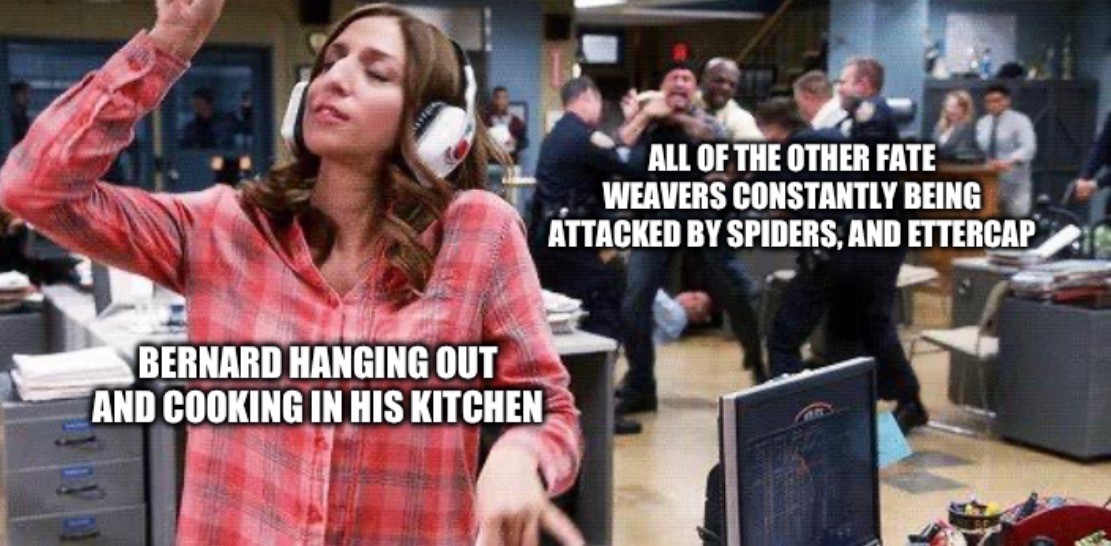 ALL OF THE OTHER FATE
WEAVERS CONSTANTLY BEING
ATTACKED BY SPIDERS, AND ETTERCAP
BERNARD HANGING OUT
AND COOKING IN HIS KITCHEN